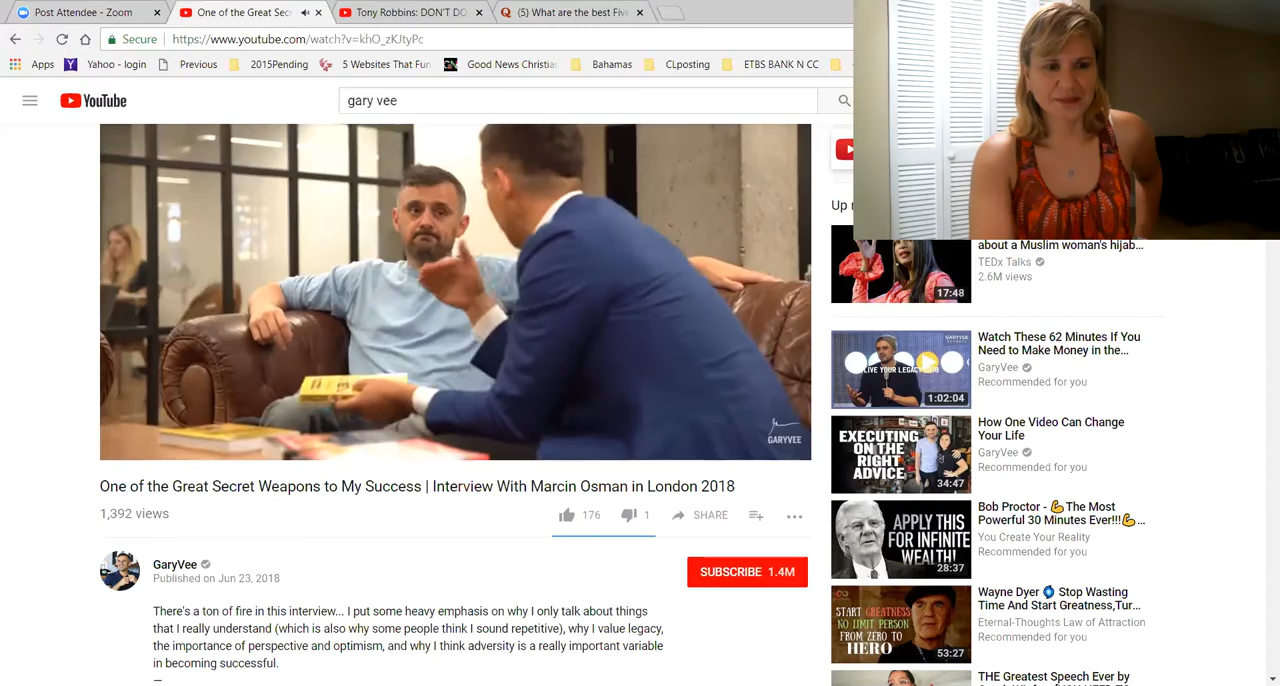 Post Attendee - Zoom
One of the Great Secr
Tony Robbins: DON'T DO
(5) What are the best Five
Secure
Apps
Yahoo - login
Previous
5 Websites That Fun
Good News Christian
Bahamas
CLposting
ETBS BANK N CC
YouTube
gary vee
GARYVEE
One of the Great Secret Weapons to My Success | Interview With Marcin Osman in London 2018
1,392 views
176
1
SHARE
GaryVee
Published on Jun 23, 2018
SUBSCRIBE 1.4M
There's a ton of fire in this interview... I put some heavy emphasis on why I only talk about things
that I really understand (which is also why some people think I sound repetitive), why I value legacy,
the importance of perspective and optimism, and why I think adversity is a really important variable
in becoming successful.
about a Muslim woman's hijab...
TEDx Talks
2.6M views
17:48
Watch These 62 Minutes If You
Need to Make Money in the...
GaryVee
Recommended for you
LIVE YOUR LEGACY
1:02:04
How One Video Can Change
Your Life
GaryVee
Recommended for you
EXECUTING
ON THE
RIGHT
ADVICE
34:47
Bob Proctor - 💪The Most
Powerful 30 Minutes Ever!!!💪...
You Create Your Reality
Recommended for you
APPLY THIS
FOR INFINITE
WEALTH!
28:37
Wayne Dyer 🧿 Stop Wasting
Time And Start Greatness,Tur...
Eternal-Thoughts Law of Attraction
Recommended for you
START GREATNESS
NO LIMIT PERSON
FROM ZERO TO
HERO
53:27
THE Greatest Speech Ever by